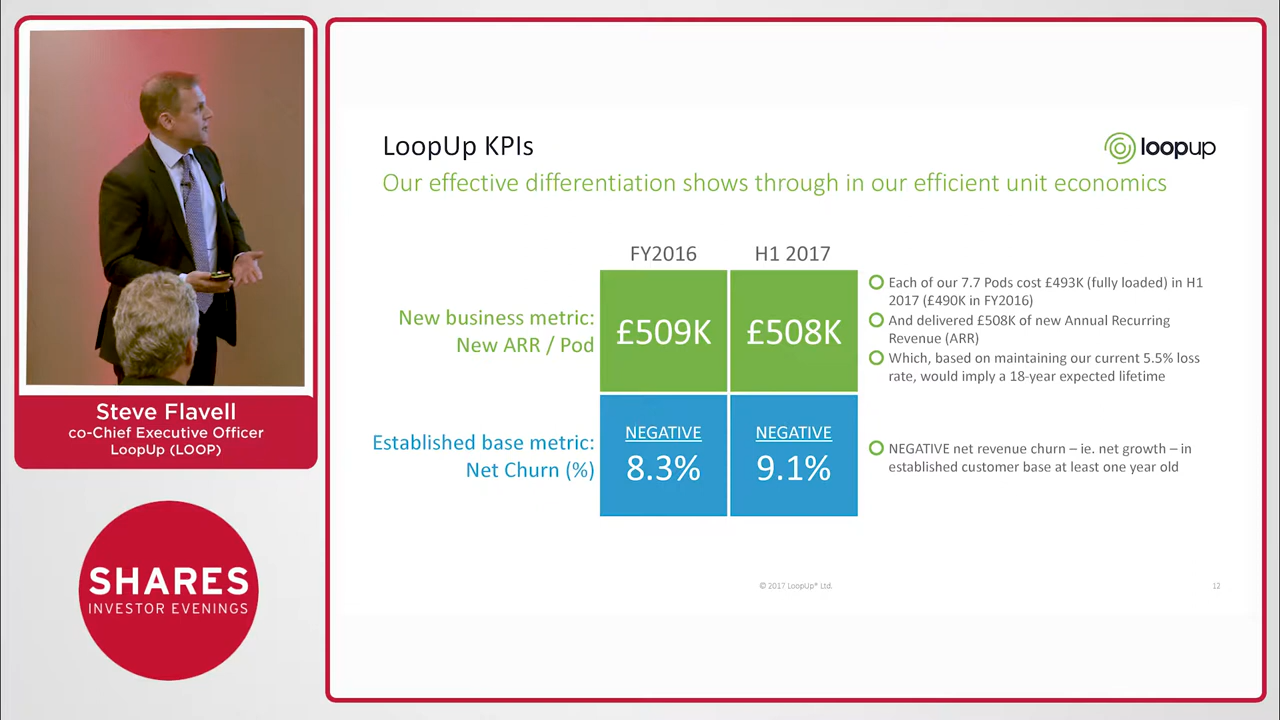 Steve Flavell
co-Chief Executive Officer
LoopUp (LOOP)
SHARES
INVESTOR EVENINGS
LoopUp KPIs
loopup
Our effective differentiation shows through in our efficient unit economics
FY2016
H1 2017
New business metric:
New ARR / Pod
£509K
£508K
Each of our 7.7 Pods cost £493K (fully loaded) in H1
2017 (£490K in FY2016)
And delivered £508K of new Annual Recurring
Revenue (ARR)
Which, based on maintaining our current 5.5% loss
rate, would imply a 18-year expected lifetime
Established base metric:
Net Churn (%)
NEGATIVE
8.3%
NEGATIVE
9.1%
NEGATIVE net revenue churn – ie. net growth – in
established customer base at least one year old
© 2017 LoopUp® Ltd.
12